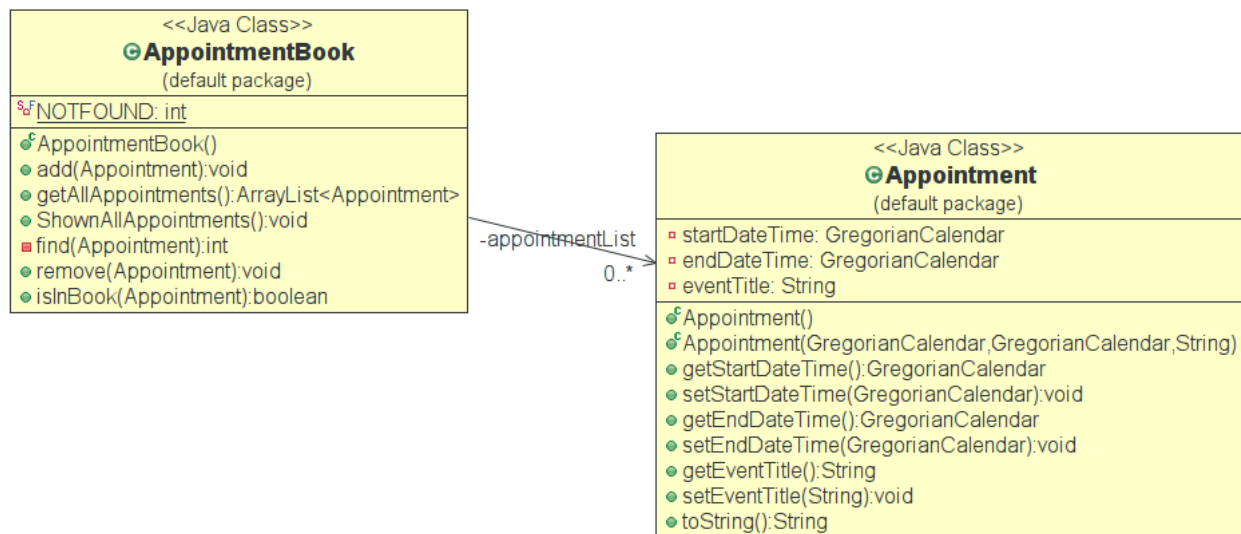 <<Java Class>>
AppointmentBook
(default package)
NOTFOUND: int
AppointmentBook()
add(Appointment):void
getAllAppointments():ArrayList<Appointment>
ShownAllAppointments():void
find(Appointment):int
remove(Appointment):void
isInBook(Appointment):boolean
-appointmentList
0..*
<<Java Class>>
Appointment
(default package)
startDateTime: GregorianCalendar
endDateTime: GregorianCalendar
eventTitle: String
Appointment()
Appointment(GregorianCalendar,GregorianCalendar,String)
getStartDateTime():GregorianCalendar
setStartDateTime(GregorianCalendar):void
getEndDateTime():GregorianCalendar
setEndDateTime(GregorianCalendar):void
getEventTitle():String
setEventTitle(String):void
toString():String